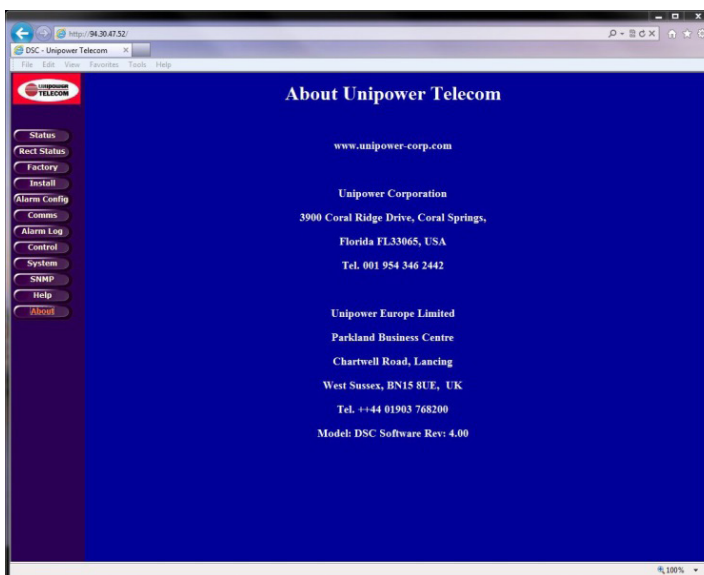 http://94.30.47.52/
DSC - Unipower Telecom
File Edit View Favorites Tools Help
UNIPOWER
TELECOM
About Unipower Telecom
Status
Rect Status
Factory
Install
Alarm Config
Comms
Alarm Log
Control
System
SNMP
Help
About
www.unipower-corp.com
Unipower Corporation
3900 Coral Ridge Drive, Coral Springs,
Florida FL33065, USA
Tel. 001 954 346 2442
Unipower Europe Limited
Parkland Business Centre
Chartwell Road, Lancing
West Sussex, BN15 8UE, UK
Tel. ++44 01903 768200
Model: DSC Software Rev: 4.00
100%